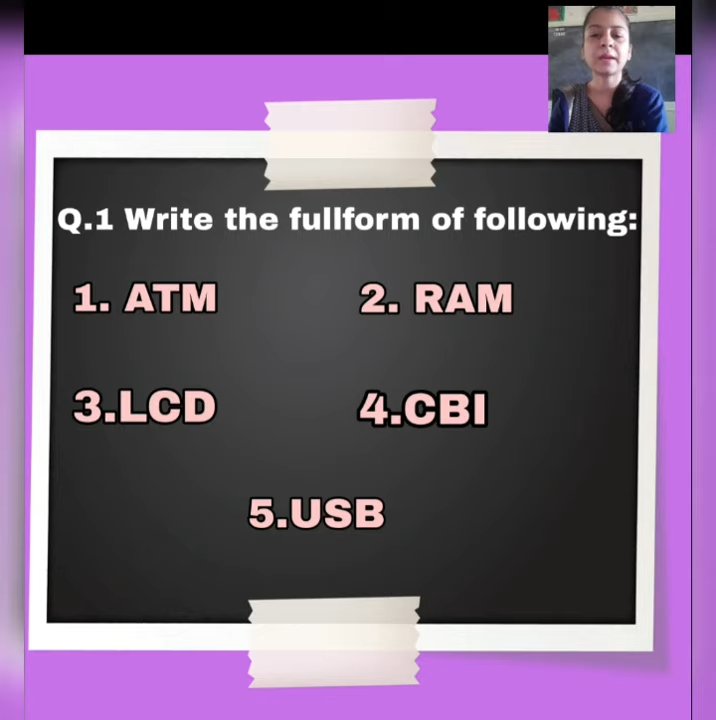 Q.1 Write the fullform of following:
1. ATM 2. RAM
3.LCD 4.CBI
5.USB